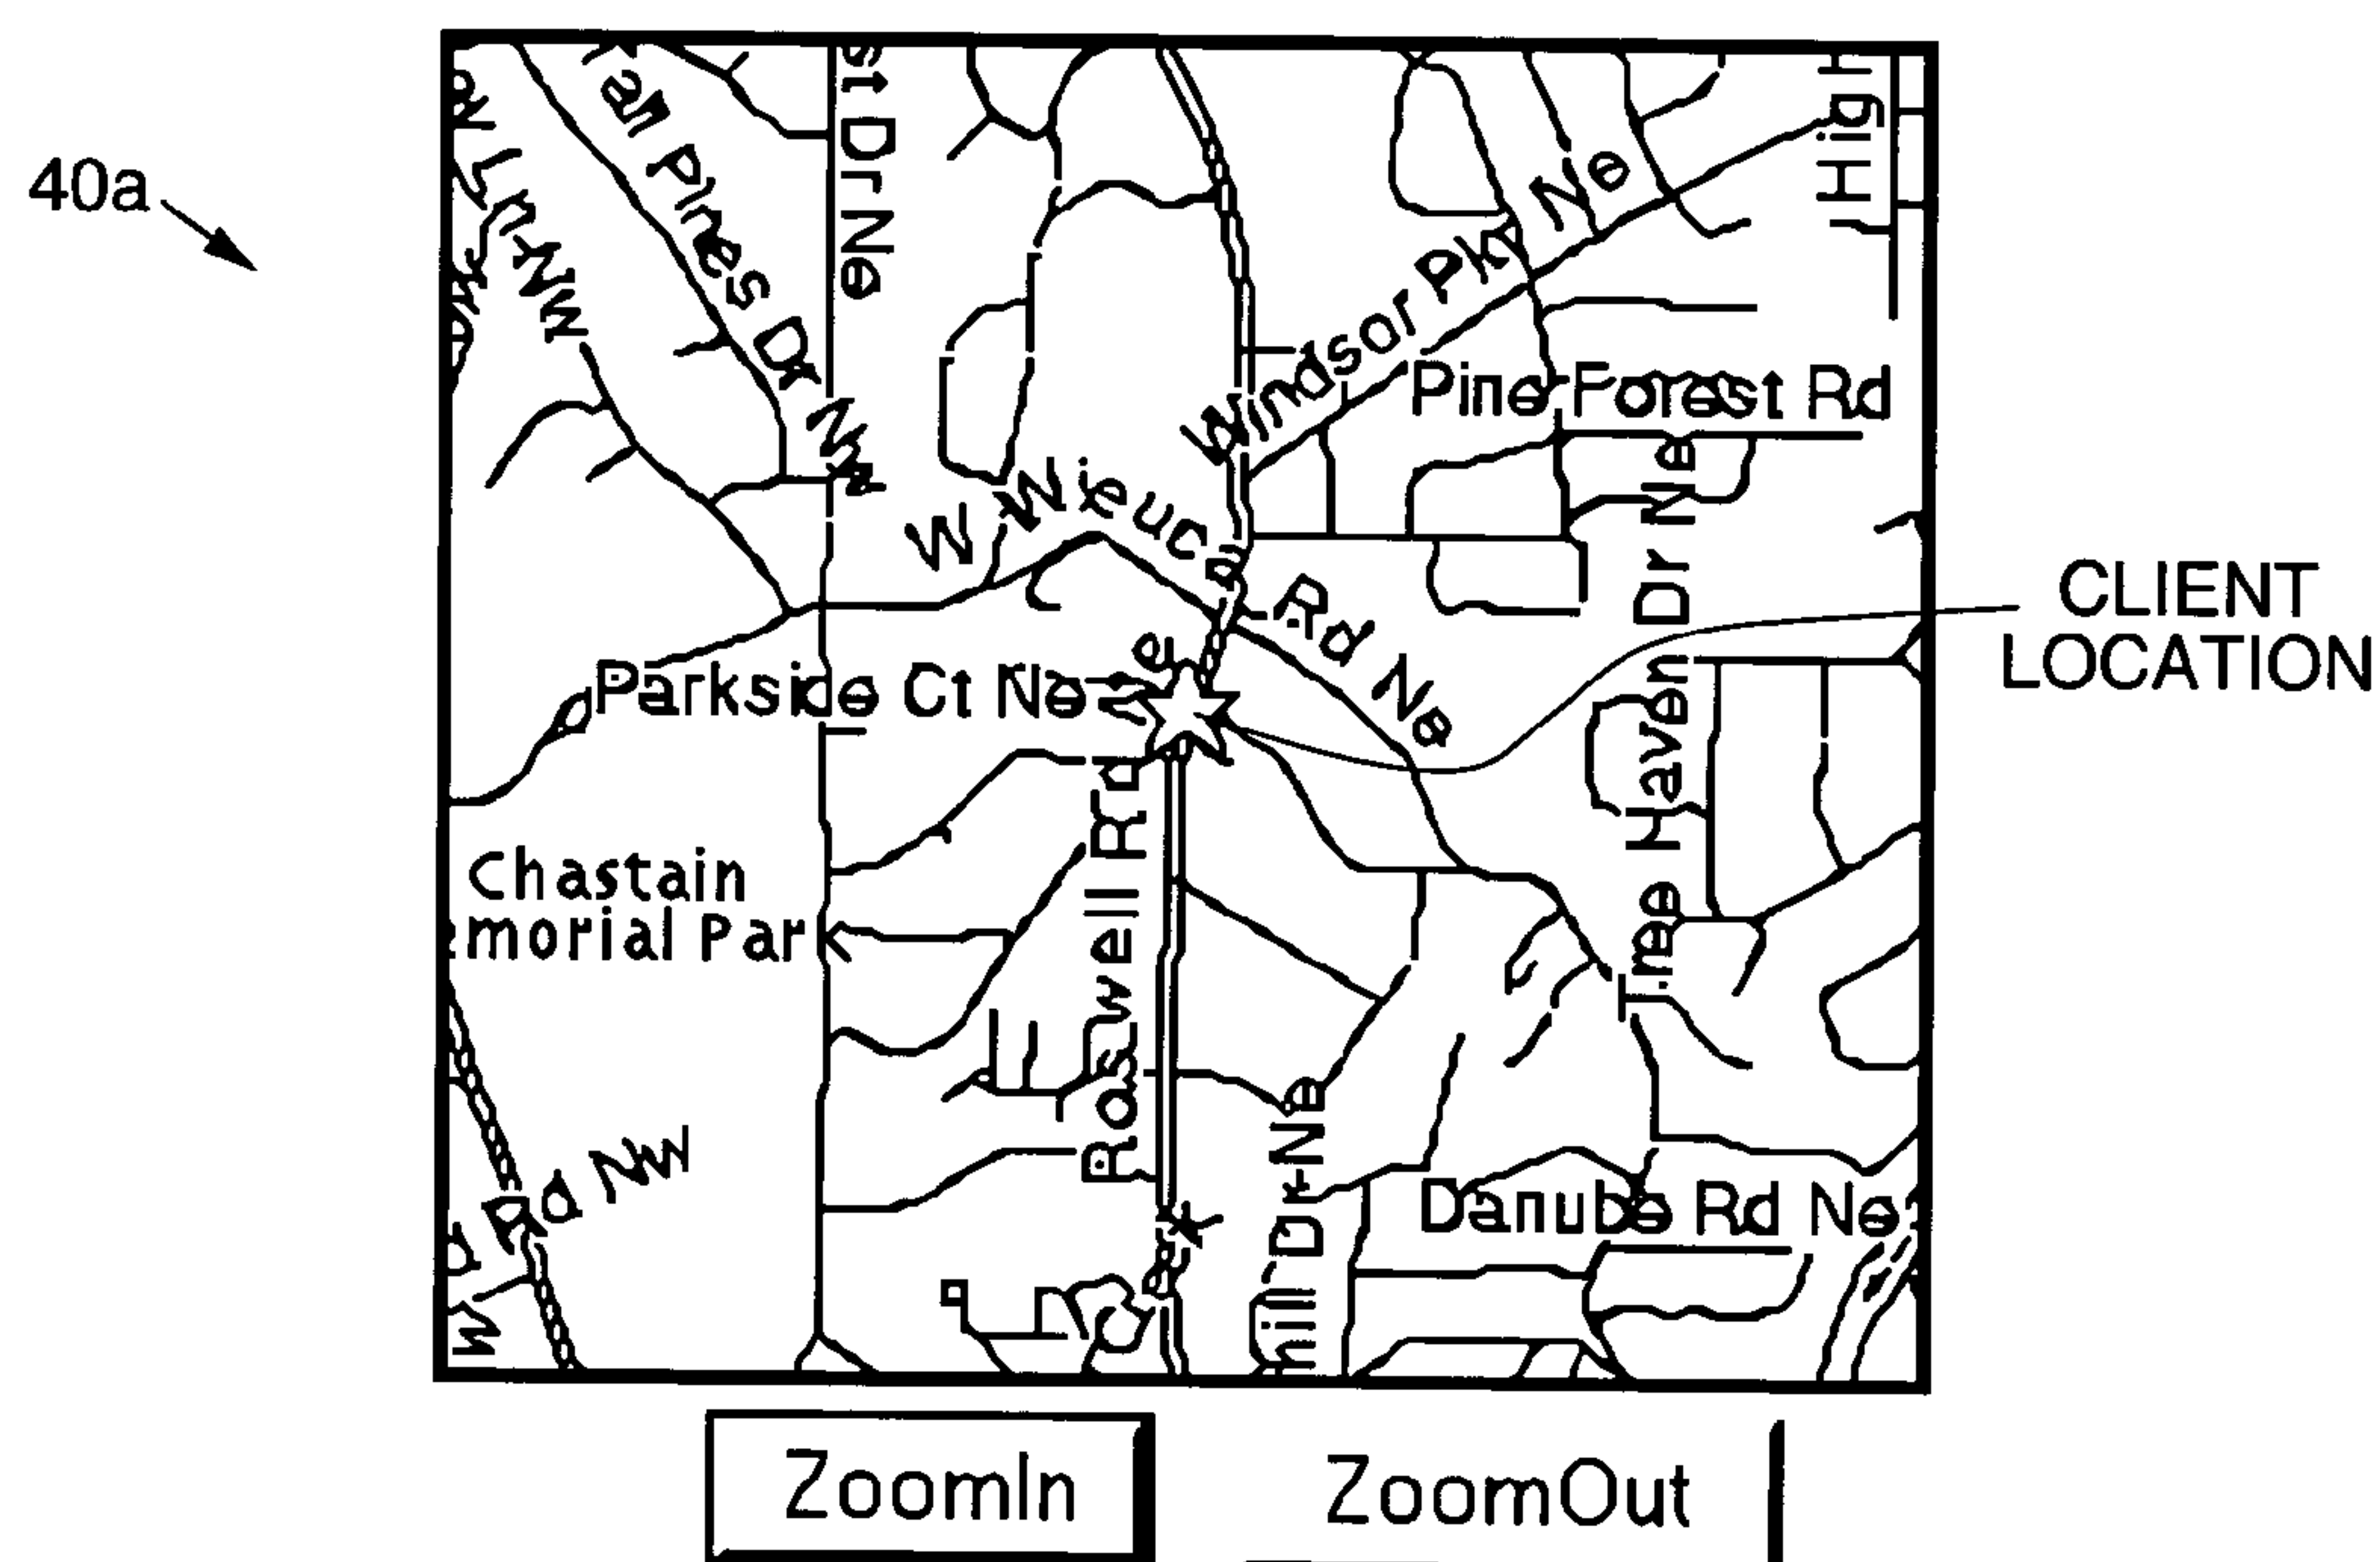 40a
Tall Pines Dr Nw
st Dr Ne
High
Windsor Pkwy Ne
Pine Forest Rd
W Wieuca Rd Ne
CLIENT
LOCATION
Parkside Ct Ne
Chastain
morial Park
Roswell Rd
Tree Haven Dr Ne
Rd NW
hill Dr Ne
Danube Rd Ne
ZoomIn
ZoomOut